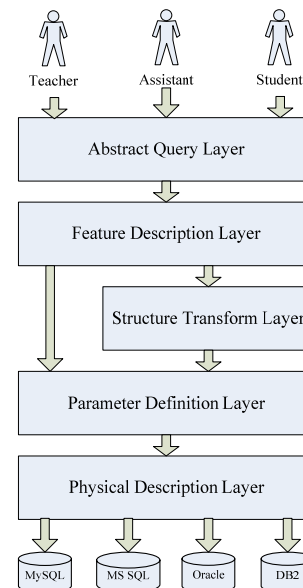 Teacher
Assistant
Student
Abstract Query Layer
Feature Description Layer
Structure Transform Layer
Parameter Definition Layer
Physical Description Layer
MySQL
MS SQL
Oracle
DB2